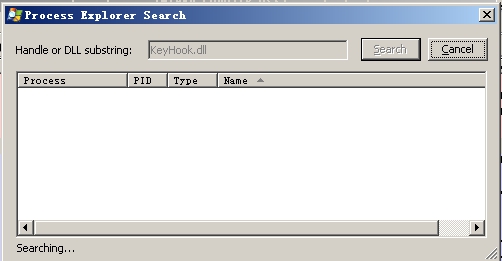 Process Explorer Search
Handle or DLL substring: KeyHook.dll Search Cancel
Process PID Type Name
Searching...